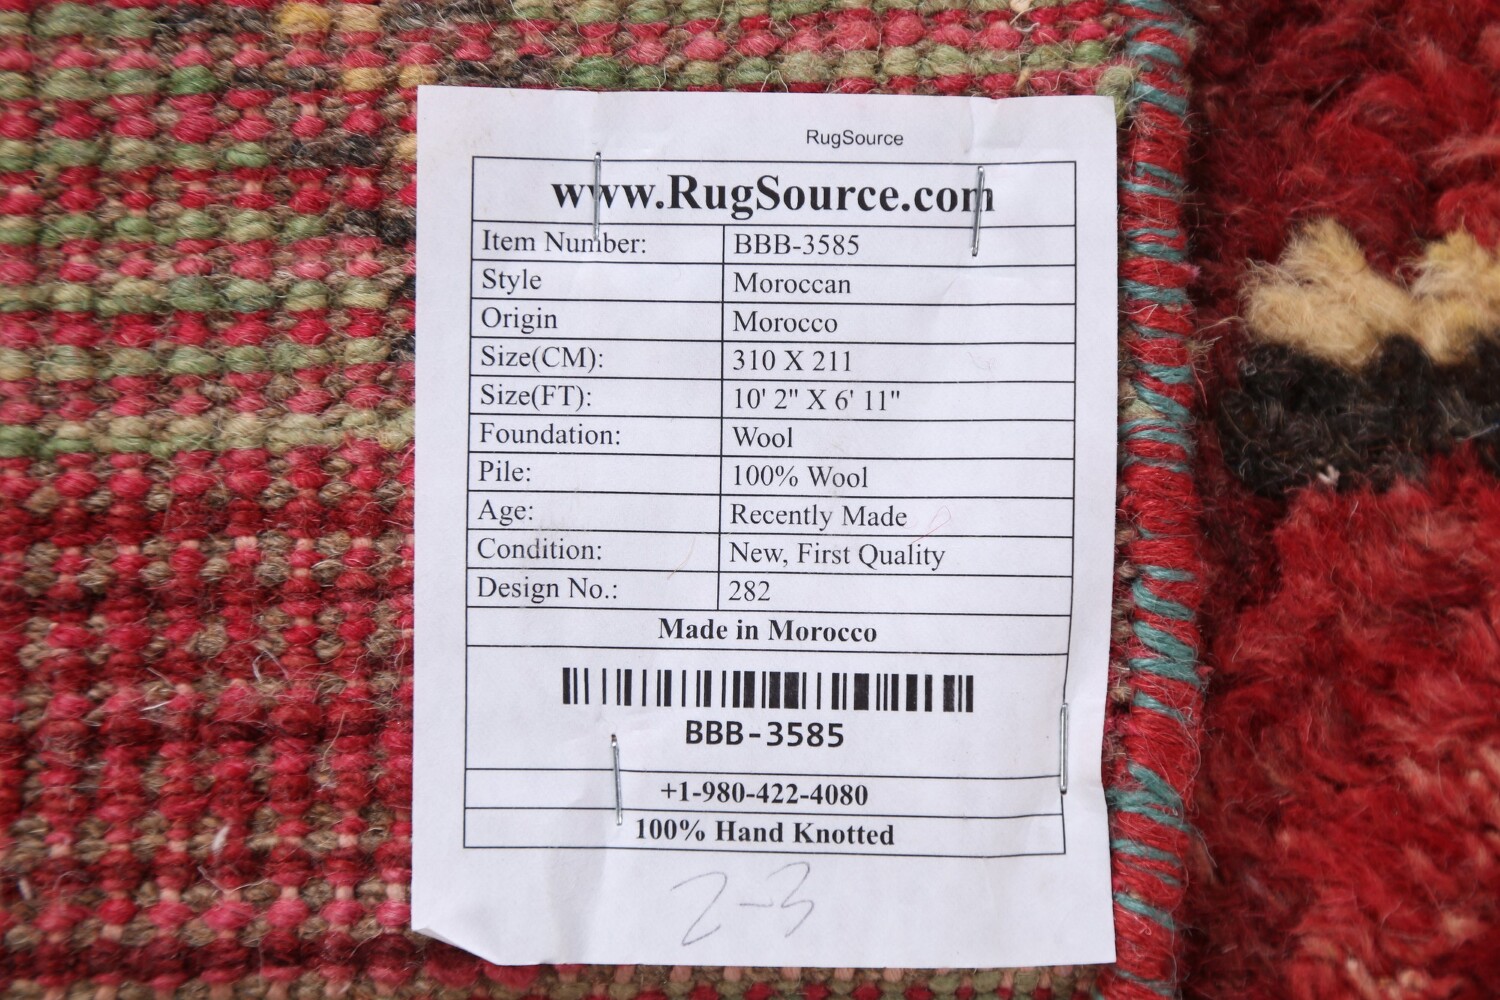 RugSource
www.RugSource.com
Item Number: BBB-3585
Style Moroccan
Origin Morocco
Size(CM): 310 X 211
Size(FT): 10' 2" X 6' 11"
Foundation: Wool
Pile: 100% Wool
Age: Recently Made
Condition: New, First Quality
Design No.: 282
Made in Morocco
BBB-3585
+1-980-422-4080
100% Hand Knotted
2-3